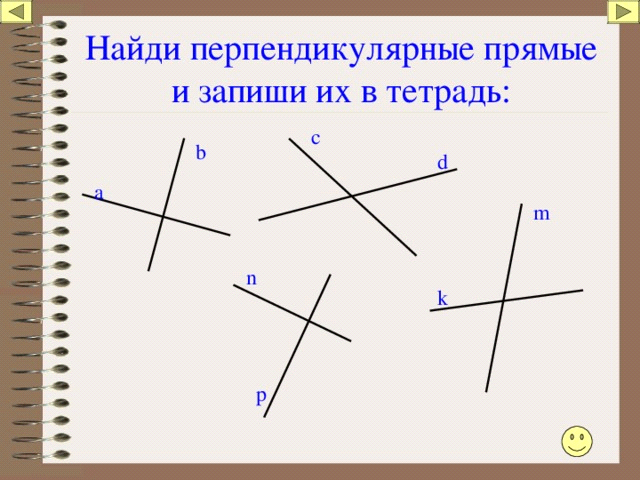 Найди перпендикулярные прямые
и запиши их в тетрадь:
c
b
d
a
m
n
k
p